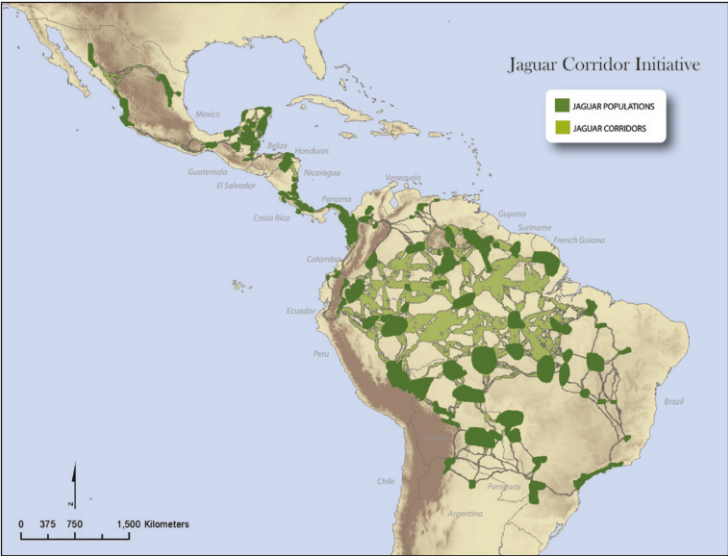 Jaguar Corridor Initiative
JAGUAR POPULATIONS
JAGUAR CORRIDORS
Mexico
Belize
Honduras
Guatemala
Nicaragua
El Salvador
Panama
Venezuela
Costa Rica
Guyana
Suriname
French Guiana
Colombia
Ecuador
Peru
Brazil
Bolivia
Chile
Paraguay
Argentina
N
0 375 750 1,500 Kilometers